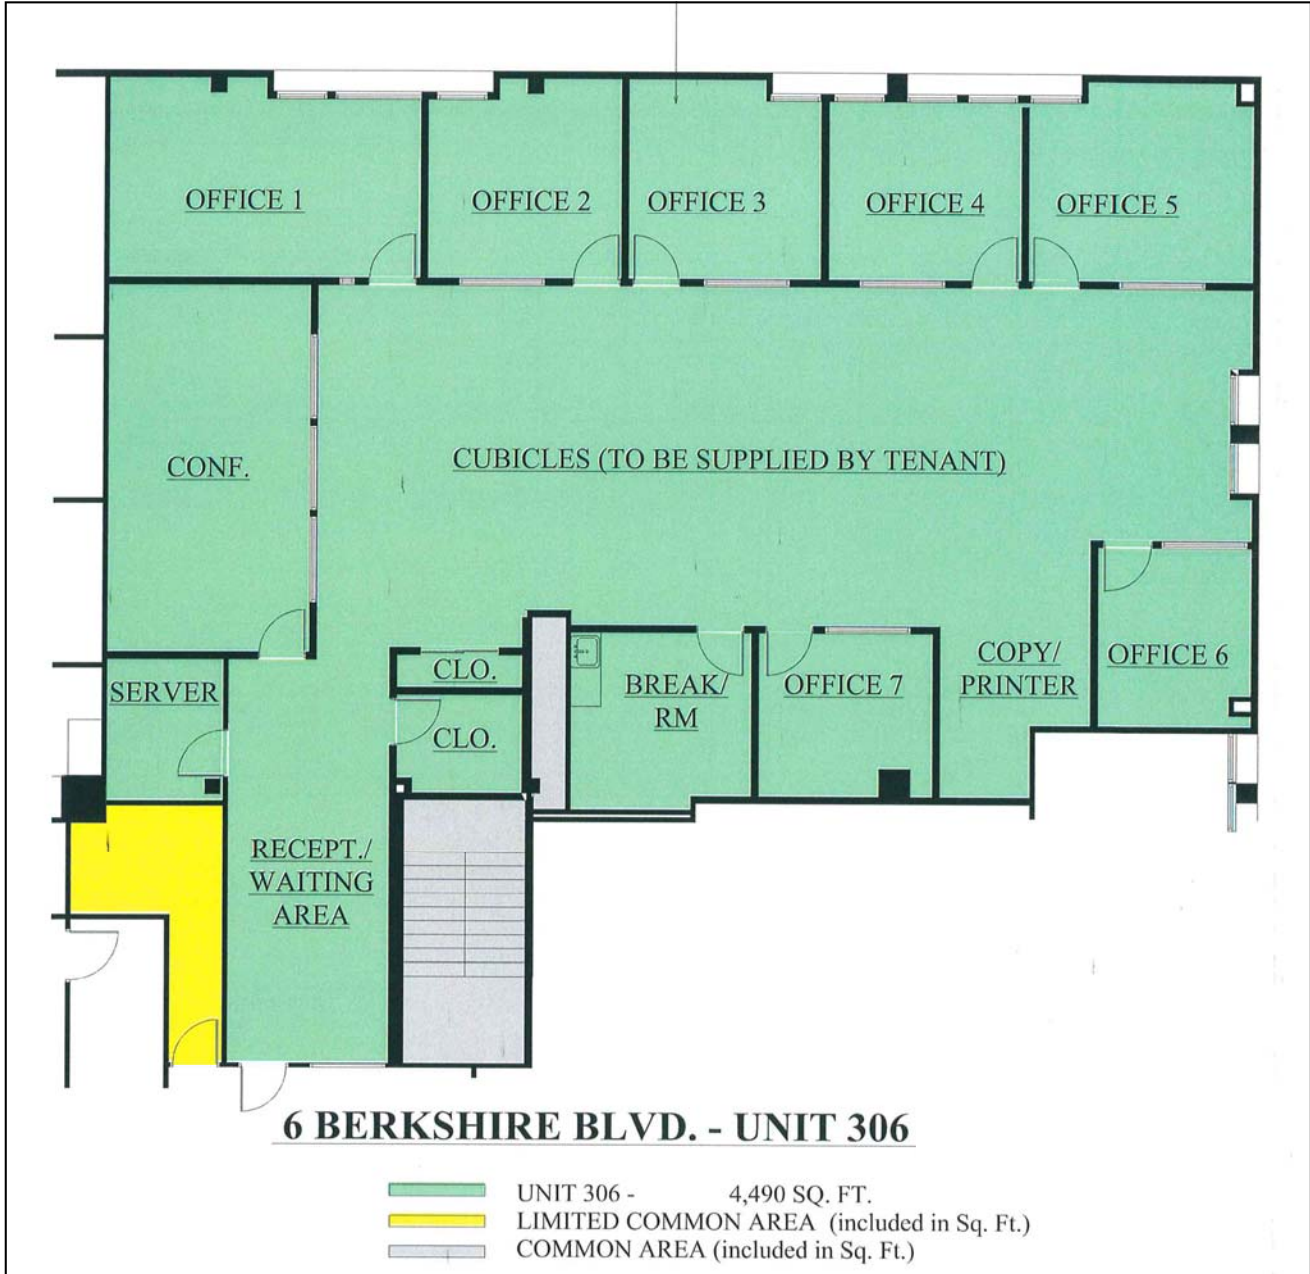 OFFICE 1
OFFICE 2
OFFICE 3
OFFICE 4
OFFICE 5
CONF.
CUBICLES (TO BE SUPPLIED BY TENANT)
SERVER
CLO.
CLO.
BREAK/
RM
OFFICE 7
COPY/
PRINTER
OFFICE 6
RECEPT./
WAITING
AREA
6 BERKSHIRE BLVD. - UNIT 306
UNIT 306 - 4,490 SQ. FT.
LIMITED COMMON AREA (included in Sq. Ft.)
COMMON AREA (included in Sq. Ft.)